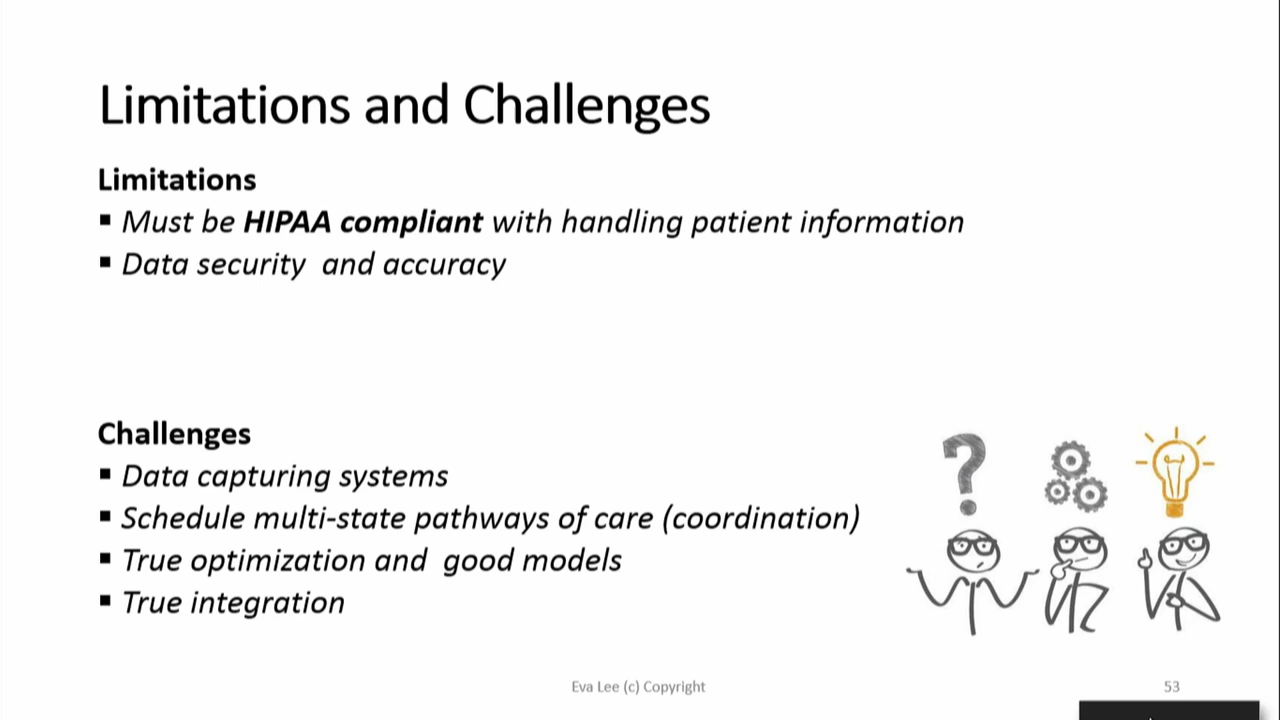 Limitations and Challenges
Limitations
▪ Must be HIPAA compliant with handling patient information
▪ Data security  and accuracy
Challenges
▪ Data capturing systems
▪ Schedule multi-state pathways of care (coordination)
▪ True optimization and  good models
▪ True integration
?
Eva Lee (c) Copyright
53